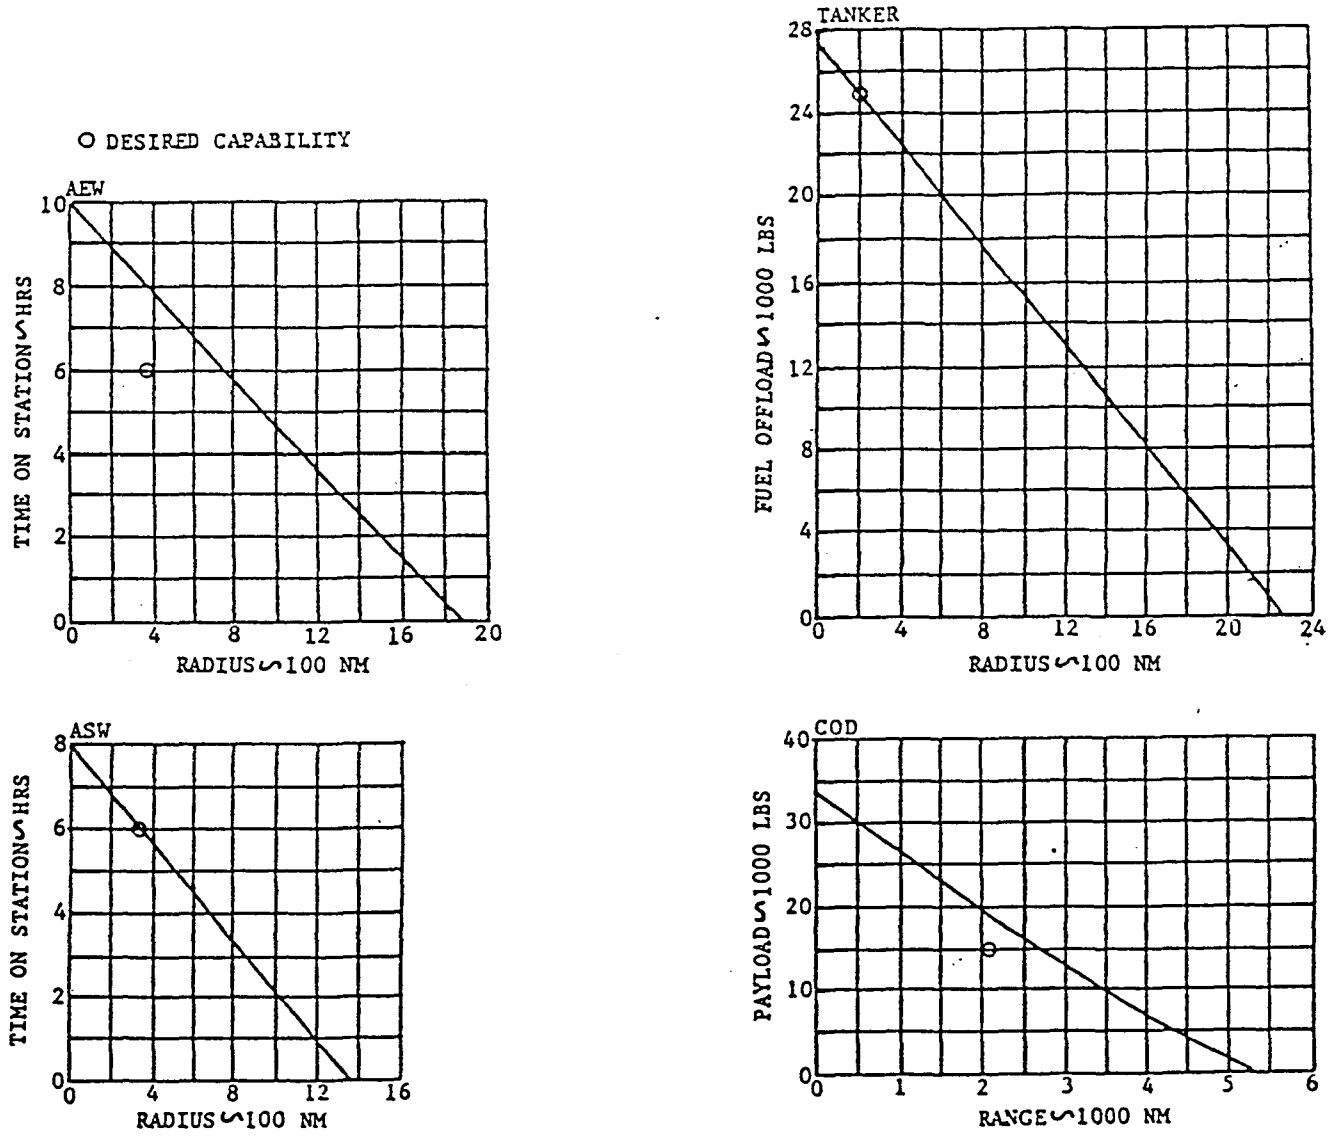 ○ DESIRED CAPABILITY
AEW
10
8
6
4
2
0
TIME ON STATION∽HRS
0 4 8 12 16 20
RADIUS∽100 NM
TANKER
28
24
20
16
12
8
4
0
FUEL OFFLOAD∽1000 LBS
0 4 8 12 16 20 24
RADIUS∽100 NM
ASW
8
6
4
2
0
TIME ON STATION∽HRS
0 4 8 12 16
RADIUS∽100 NM
COD
40
30
20
10
0
PAYLOAD∽1000 LBS
0 1 2 3 4 5 6
RANGE∽1000 NM